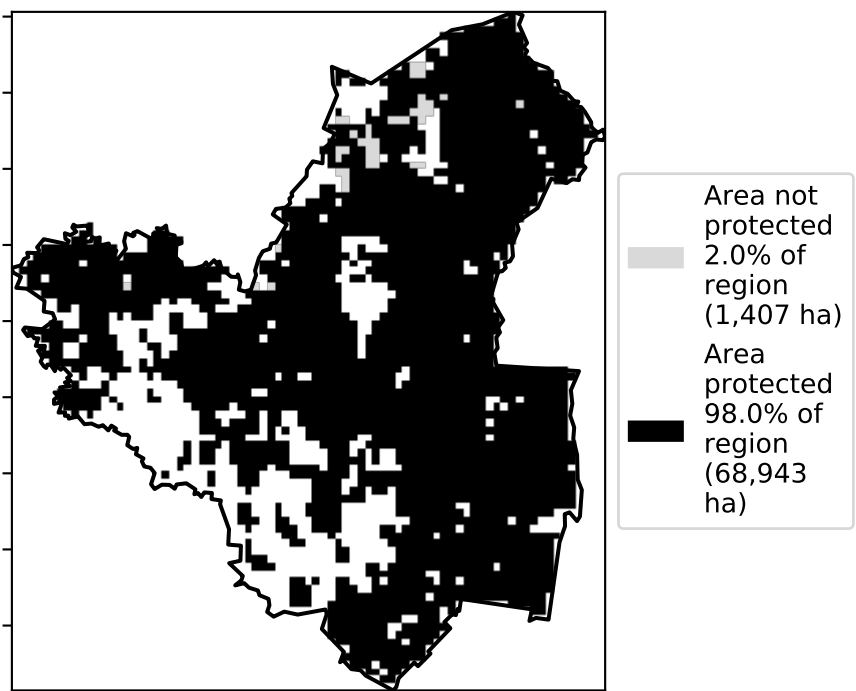 Area not
protected
2.0% of
region
(1,407 ha)
Area
protected
98.0% of
region
(68,943
ha)